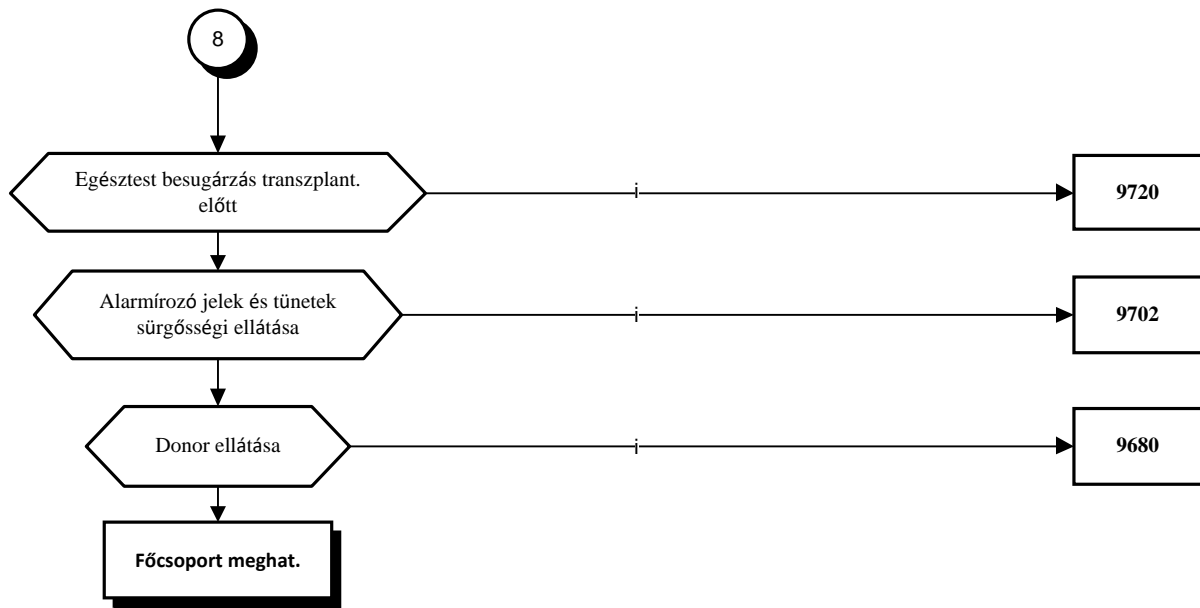 8
Egésztest besugárzás transzplant.
előtt
i
9720
Alarmírozó jelek és tünetek
sürgősségi ellátása
i
9702
Donor ellátása
i
9680
Főcsoport meghat.